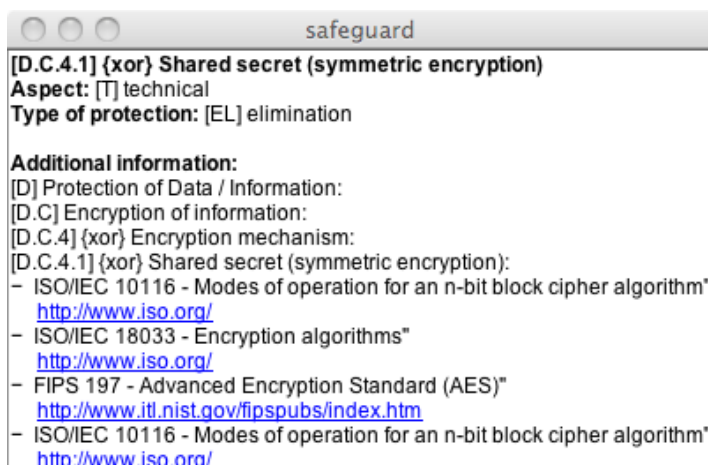 safeguard
[D.C.4.1] {xor} Shared secret (symmetric encryption)
Aspect: [T] technical
Type of protection: [EL] elimination
Additional information:
[D] Protection of Data / Information:
[D.C] Encryption of information:
[D.C.4] {xor} Encryption mechanism:
[D.C.4.1] {xor} Shared secret (symmetric encryption):
− ISO/IEC 10116 - Modes of operation for an n-bit block cipher algorithm"
http://www.iso.org/
− ISO/IEC 18033 - Encryption algorithms"
http://www.iso.org/
− FIPS 197 - Advanced Encryption Standard (AES)"
http://www.itl.nist.gov/fipspubs/index.htm
− ISO/IEC 10116 - Modes of operation for an n-bit block cipher algorithm"
http://www.iso.org/